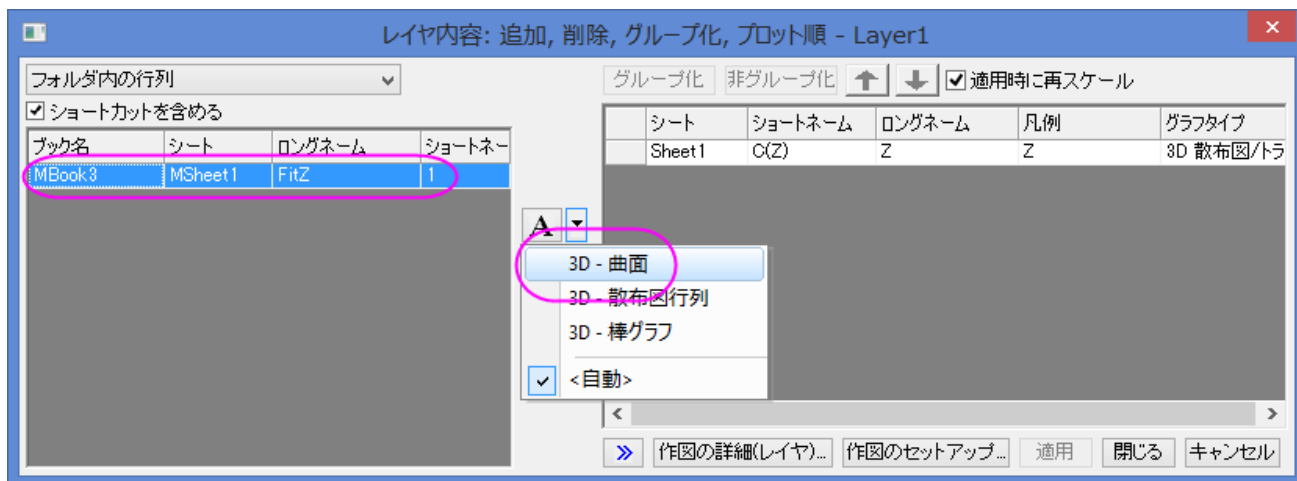 レイヤ内容: 追加, 削除, グループ化, プロット順 - Layer1
フォルダ内の行列
グループ化 非グループ化 適用時に再スケール
ショートカットを含める
ブック名 シート ロングネーム ショートネー
MBook3 MSheet1 FitZ 1
シート ショートネーム ロングネーム 凡例 グラフタイプ
Sheet1 C(Z) Z Z 3D 散布図/トラ
A
3D - 曲面
3D - 散布図行列
3D - 棒グラフ
<自動>
作図の詳細(レイヤ)... 作図のセットアップ... 適用 閉じる キャンセル